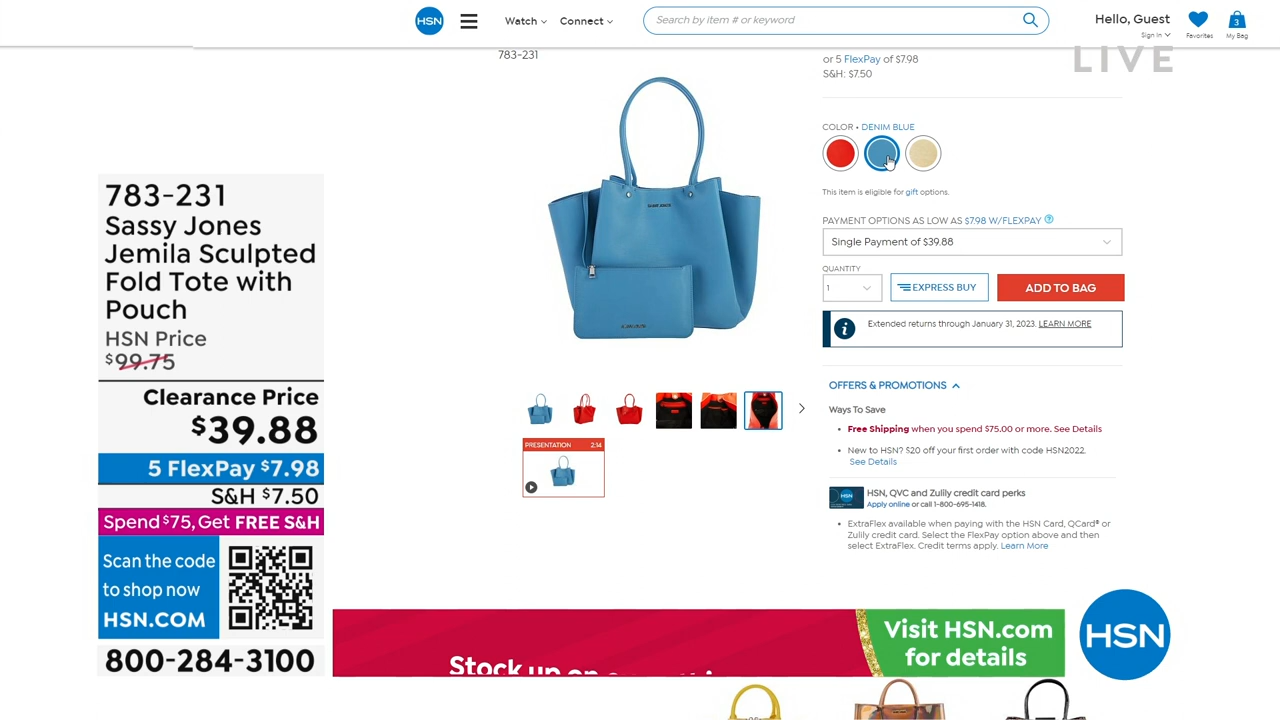 HSN
Watch
Connect
Search by item # or keyword
Hello, Guest
Sign In
Favorites
3
My Bag
LIVE
783-231
or 5 FlexPay of $7.98
S&H: $7.50
COLOR • DENIM BLUE
This item is eligible for gift options.
PAYMENT OPTIONS AS LOW AS $7.98 W/FLEXPAY ?
Single Payment of $39.88
QUANTITY
1
EXPRESS BUY
ADD TO BAG
i
Extended returns through January 31, 2023. LEARN MORE
OFFERS & PROMOTIONS
Ways To Save
• Free Shipping when you spend $75.00 or more. See Details
• New to HSN? $20 off your first order with code HSN2022.
See Details
HSN
HSN, QVC and Zulily credit card perks
Apply online or call 1-800-695-1418.
• ExtraFlex available when paying with the HSN Card, QCard® or
Zulily credit card. Select the FlexPay option above and then
select ExtraFlex. Credit terms apply. Learn More
PRESENTATION 2:14
783-231
Sassy Jones
Jemila Sculpted
Fold Tote with
Pouch
HSN Price
$99.75
Clearance Price
$39.88
5 FlexPay $7.98
S&H $7.50
Spend $75, Get FREE S&H
Scan the code
to shop now
HSN.COM
800-284-3100
Stock up on
Visit HSN.com
for details
HSN